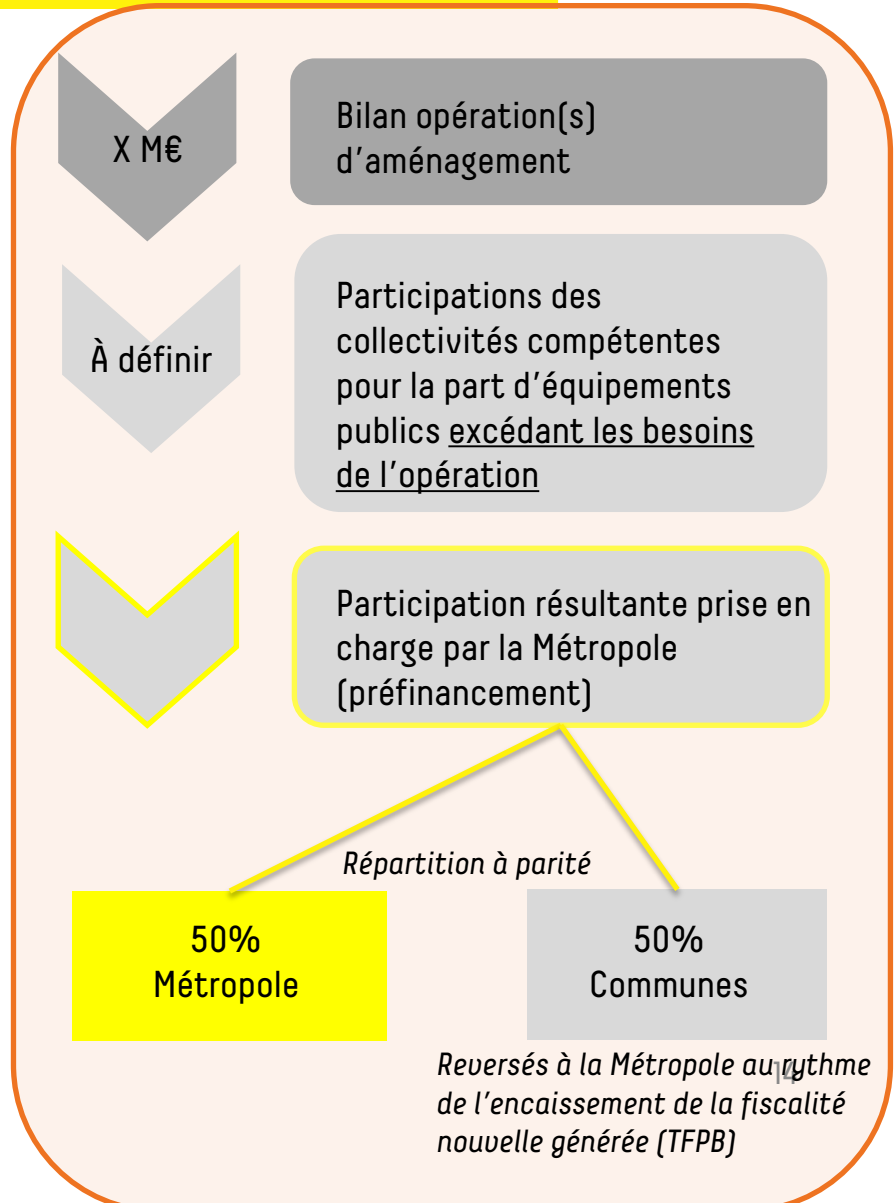 X M€
Bilan opération(s)
d'aménagement
À définir
Participations des
collectivités compétentes
pour la part d'équipements
publics excédant les besoins
de l'opération
Participation résultante prise en
charge par la Métropole
(préfinancement)
Répartition à parité
50%
Métropole
50%
Communes
Reversés à la Métropole au rythme
de l'encaissement de la fiscalité
nouvelle générée (TFPB)
14